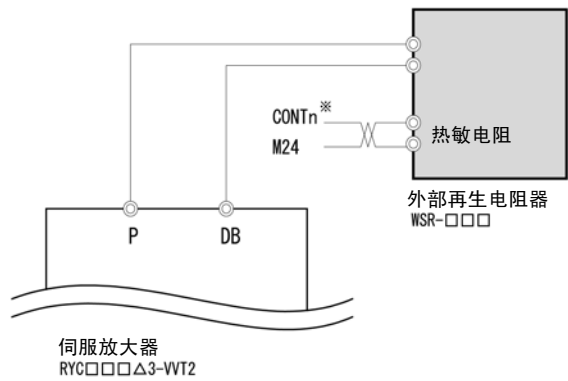 CONTn※
M24
热敏电阻
外部再生电阻器
WSR-□□□
P
DB
伺服放大器
RYC□□□△3-VVT2